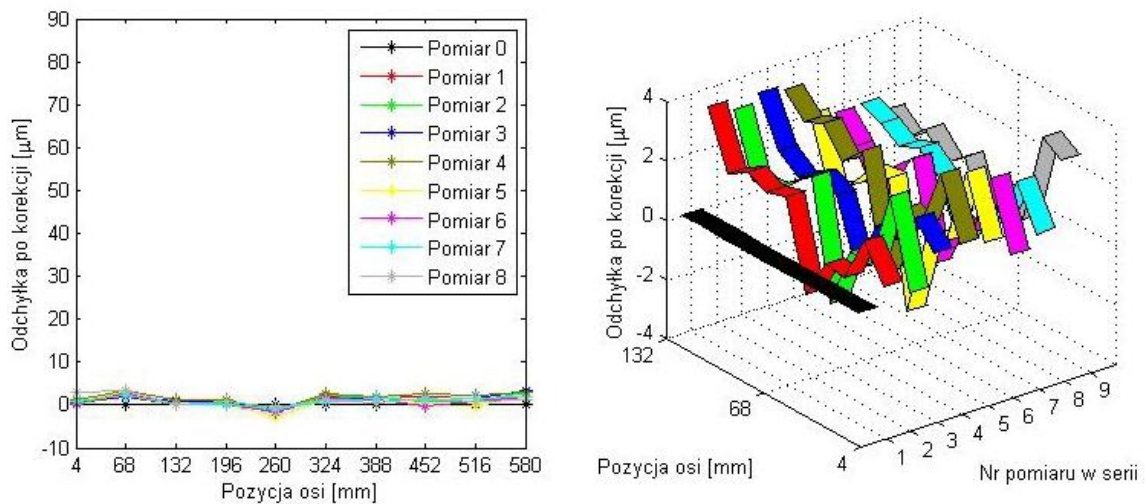 90
80
70
60
50
40
30
20
10
0
-10
Odchyłka po korekcji [μm]
4 68 132 196 260 324 388 452 516 580
Pozycja osi [mm]
Pomiar 0
Pomiar 1
Pomiar 2
Pomiar 3
Pomiar 4
Pomiar 5
Pomiar 6
Pomiar 7
Pomiar 8
4
2
0
-2
-4
Odchyłka po korekcji [μm]
132
68
4
Pozycja osi [mm]
1 2 3 4 5 6 7 8 9
Nr pomiaru w serii